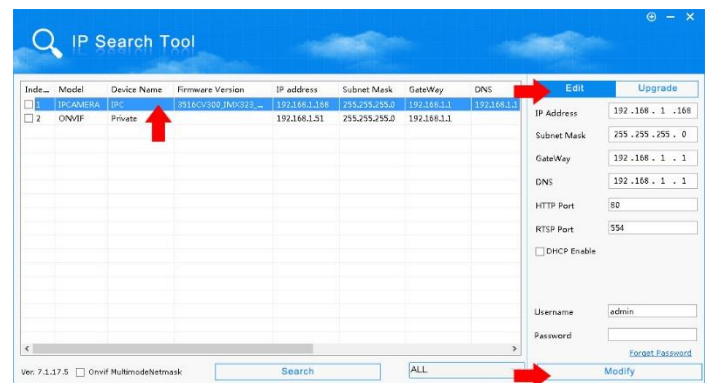 IP Search Tool
Inde... Model Device Name Firmware Version IP address Subnet Mask GateWay DNS
1 IPCAMERA IPC 3516CV300_IMX323_... 192.168.1.168 255.255.255.0 192.168.1.1 192.168.1.1
2 ONVIF Private 192.168.1.51 255.255.255.0 192.168.1.1
Edit Upgrade
IP Address 192 .168 . 1 .168
Subnet Mask 255 .255 .255 . 0
GateWay 192 .168 . 1 . 1
DNS 192 .168 . 1 . 1
HTTP Port 80
RTSP Port 554
DHCP Enable
Username admin
Password
Forget Password
Ver. 7.1.17.5 Onvif MultimodeNetmask Search ALL Modify